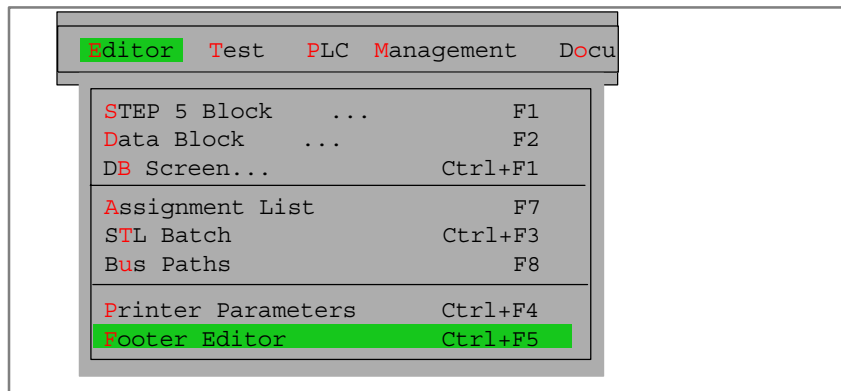 Editor Test PLC Management Docu
STEP 5 Block ... F1
Data Block ... F2
DB Screen... Ctrl+F1
Assignment List F7
STL Batch Ctrl+F3
Bus Paths F8
Printer Parameters Ctrl+F4
Footer Editor Ctrl+F5